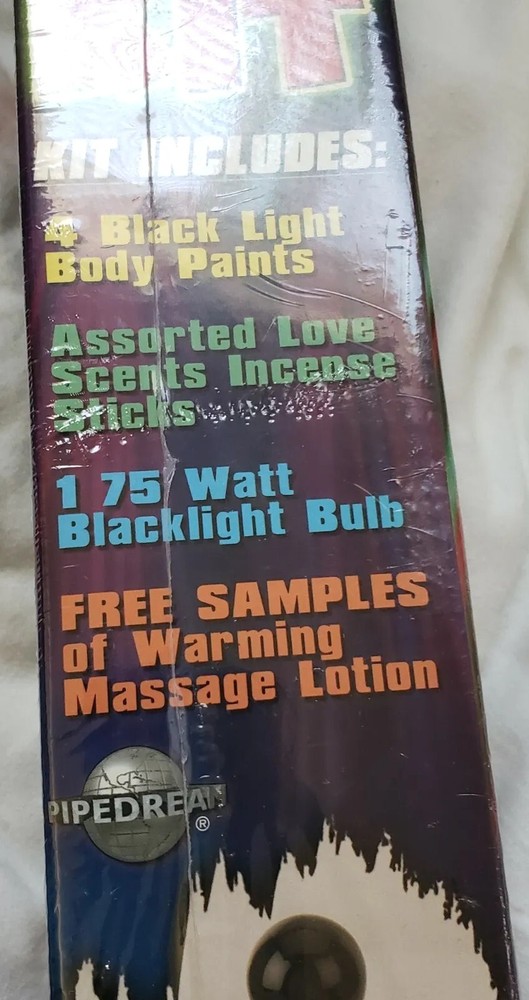 KIT INCLUDES:
4 Black Light
Body Paints
Assorted Love
Scents Incense
Sticks
1 75 Watt
Blacklight Bulb
FREE SAMPLES
of Warming
Massage Lotion
PIPEDREAM
®